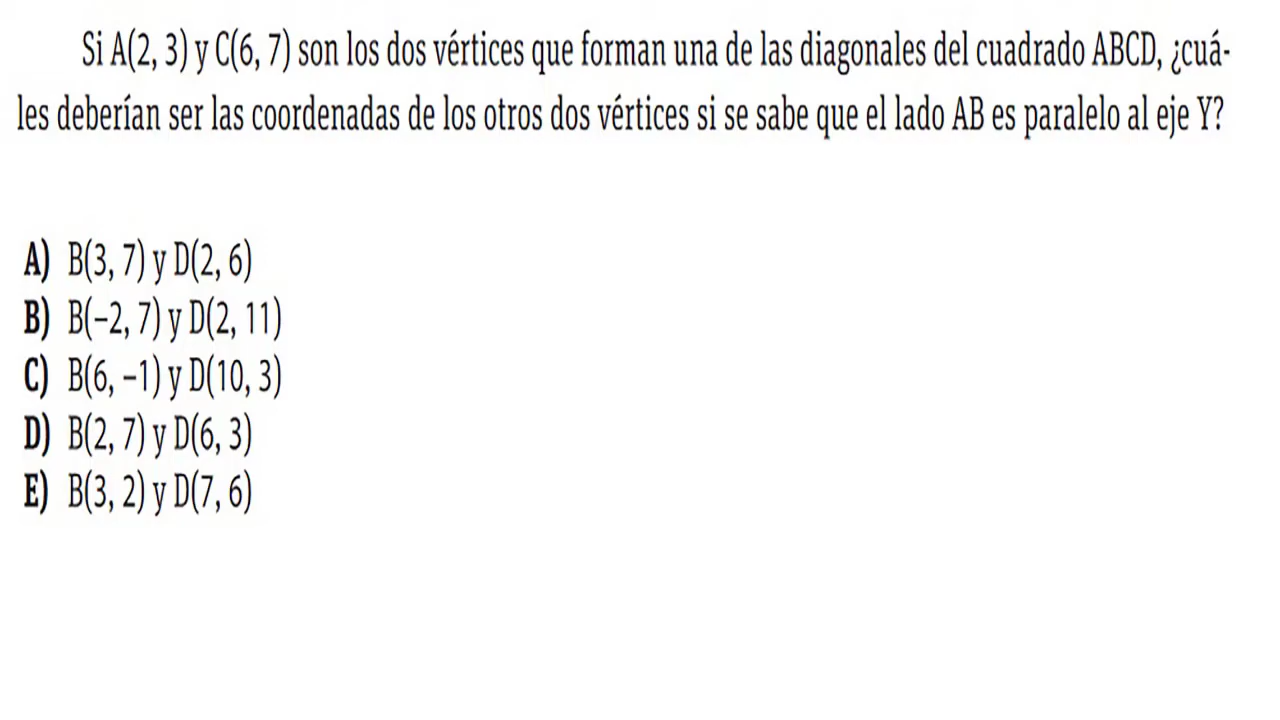 Si A(2, 3) y C(6, 7) son los dos vértices que forman una de las diagonales del cuadrado ABCD, ¿cuá-
les deberían ser las coordenadas de los otros dos vértices si se sabe que el lado AB es paralelo al eje Y?
A) B(3, 7) y D(2, 6)
B) B(–2, 7) y D(2, 11)
C) B(6, –1) y D(10, 3)
D) B(2, 7) y D(6, 3)
E) B(3, 2) y D(7, 6)